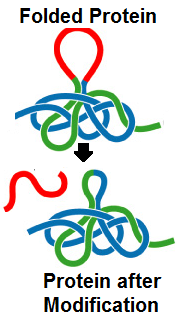 Folded Protein
Protein after
Modification